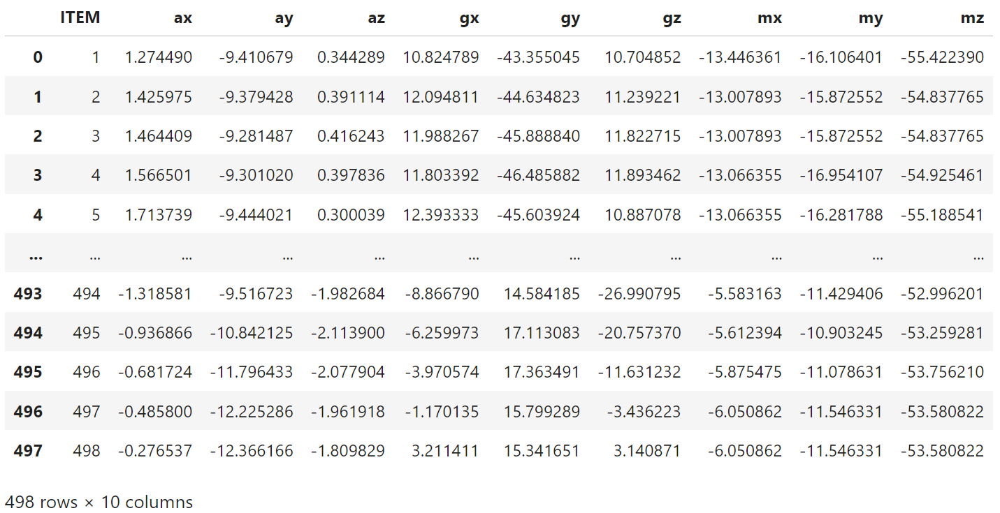 ITEM ax ay az gx gy gz mx my mz
0 1 1.274490 -9.410679 0.344289 10.824789 -43.355045 10.704852 -13.446361 -16.106401 -55.422390
1 2 1.425975 -9.379428 0.391114 12.094811 -44.634823 11.239221 -13.007893 -15.872552 -54.837765
2 3 1.464409 -9.281487 0.416243 11.988267 -45.888840 11.822715 -13.007893 -15.872552 -54.837765
3 4 1.566501 -9.301020 0.397836 11.803392 -46.485882 11.893462 -13.066355 -16.954107 -54.925461
4 5 1.713739 -9.444021 0.300039 12.393333 -45.603924 10.887078 -13.066355 -16.281788 -55.188541
... ... ... ... ... ... ... ... ... ... ...
493 494 -1.318581 -9.516723 -1.982684 -8.866790 14.584185 -26.990795 -5.583163 -11.429406 -52.996201
494 495 -0.936866 -10.842125 -2.113900 -6.259973 17.113083 -20.757370 -5.612394 -10.903245 -53.259281
495 496 -0.681724 -11.796433 -2.077904 -3.970574 17.363491 -11.631232 -5.875475 -11.078631 -53.756210
496 497 -0.485800 -12.225286 -1.961918 -1.170135 15.799289 -3.436223 -6.050862 -11.546331 -53.580822
497 498 -0.276537 -12.366166 -1.809829 3.211411 15.341651 3.140871 -6.050862 -11.546331 -53.580822
498 rows × 10 columns